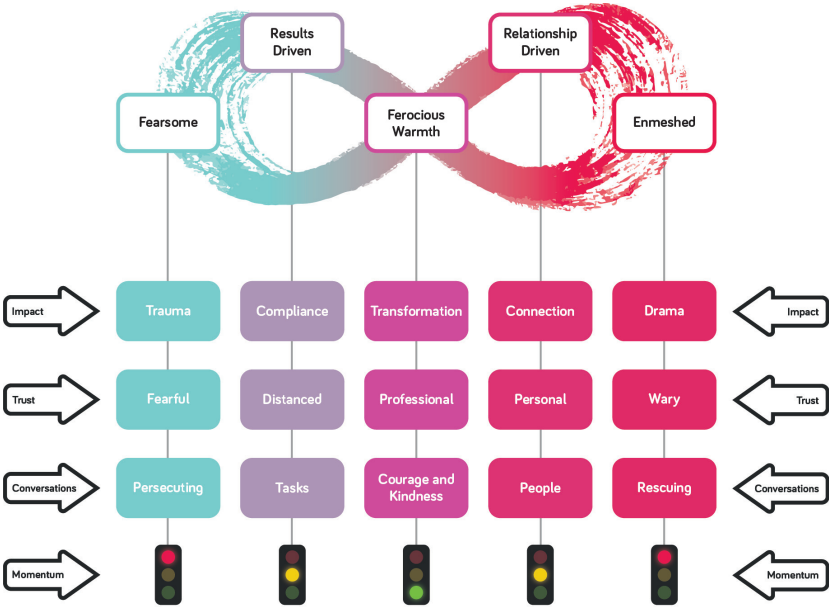 Results
Driven
Relationship
Driven
Fearsome
Ferocious
Warmth
Enmeshed
Impact
Trauma
Compliance
Transformation
Connection
Drama
Impact
Trust
Fearful
Distanced
Professional
Personal
Wary
Trust
Conversations
Persecuting
Tasks
Courage and
Kindness
People
Rescuing
Conversations
Momentum
Momentum